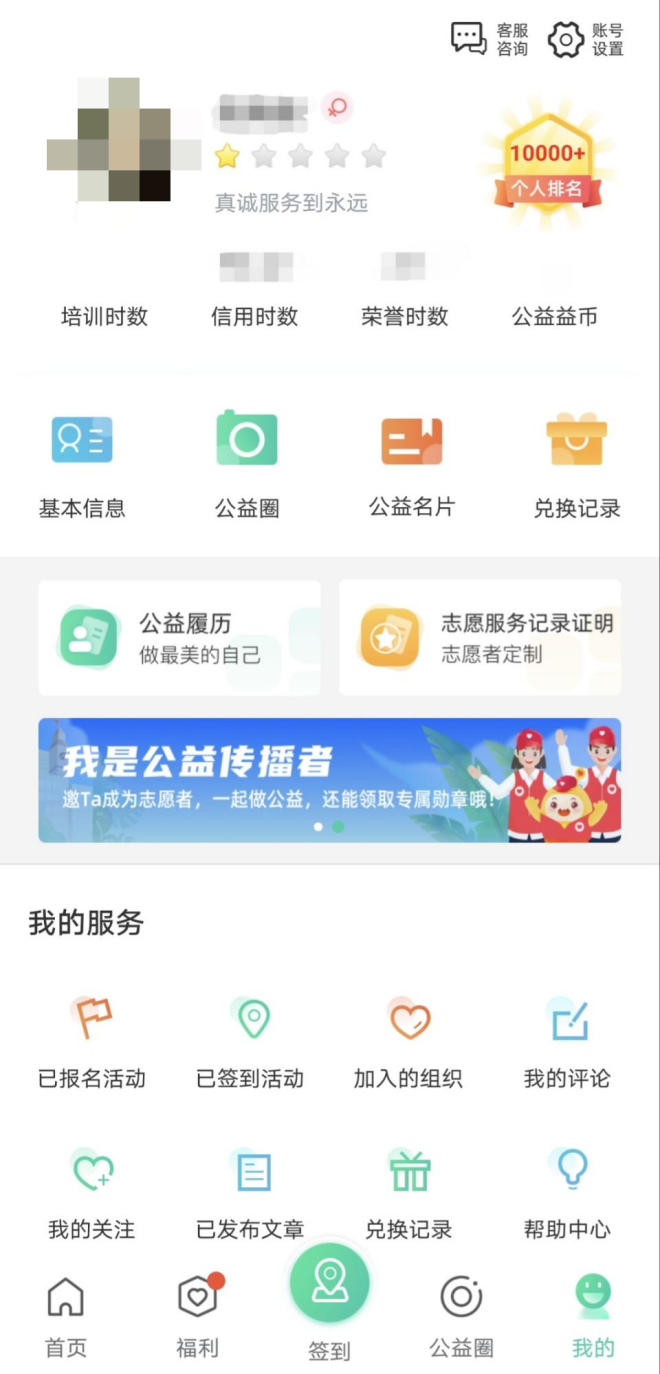 客服咨询
账号设置
10000+
个人排名
真诚服务到永远
培训时数 信用时数 荣誉时数 公益益币
基本信息 公益圈 公益名片 兑换记录
公益履历
做最美的自己
志愿服务记录证明
志愿者定制
我是公益传播者
邀Ta成为志愿者，一起做公益，还能领取专属勋章哦！
我的服务
已报名活动 已签到活动 加入的组织 我的评论
我的关注 已发布文章 兑换记录 帮助中心
首页 福利 签到 公益圈 我的